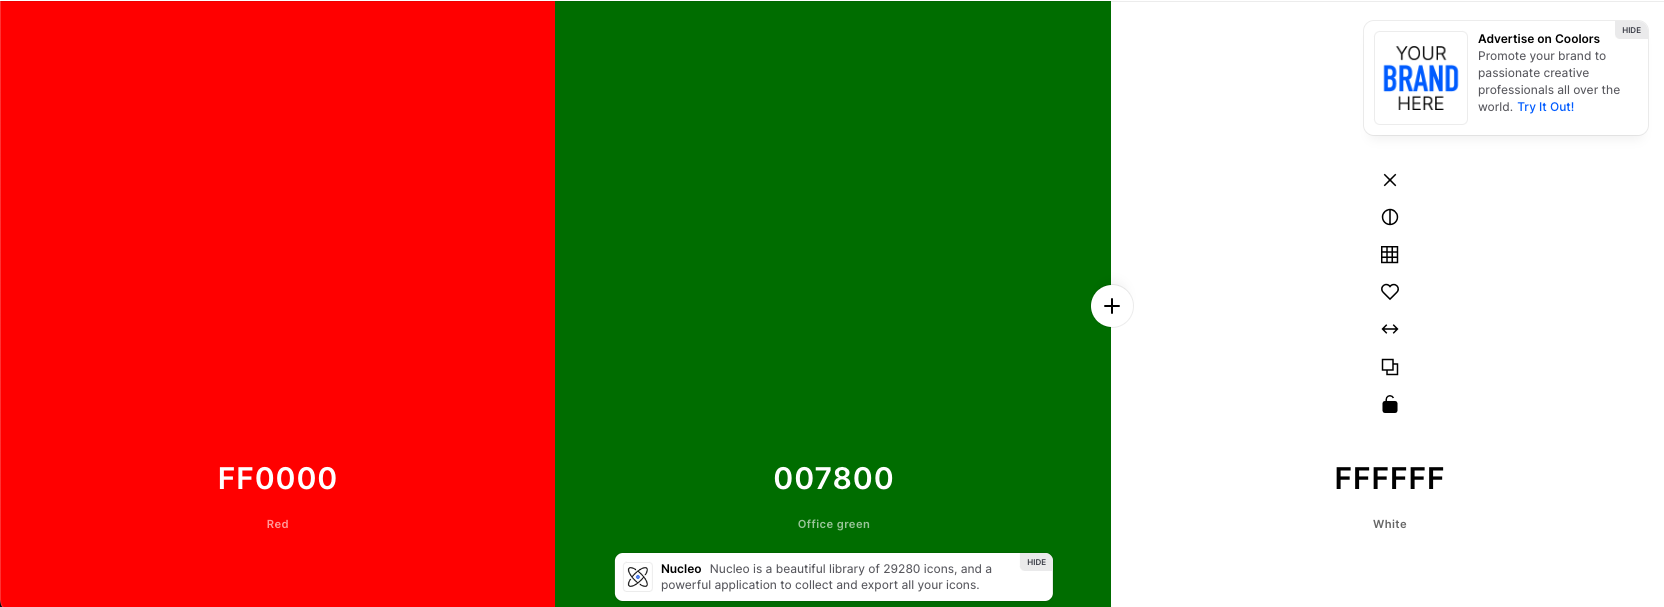 HIDE
YOUR
BRAND
HERE
Advertise on Coolors
Promote your brand to
passionate creative
professionals all over the
world. Try It Out!
FF0000
Red
007800
Office green
FFFFFF
White
HIDE
Nucleo Nucleo is a beautiful library of 29280 icons, and a
powerful application to collect and export all your icons.